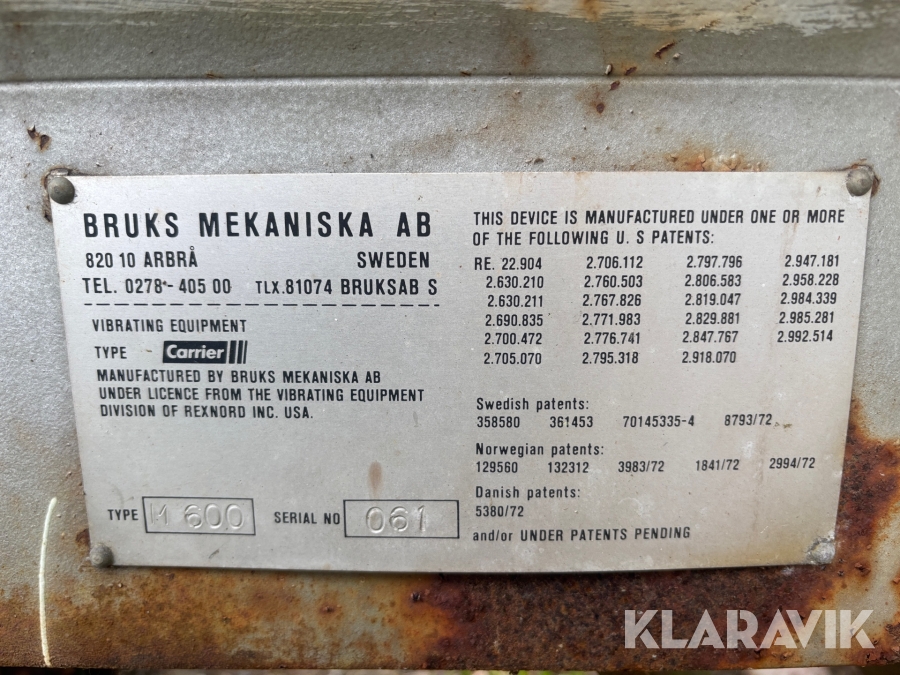 BRUKS MEKANISKA AB
820 10 ARBRÅ SWEDEN
TEL. 0278 - 405 00 TLX.81074 BRUKSAB S
VIBRATING EQUIPMENT
TYPE - Carrier
MANUFACTURED BY BRUKS MEKANISKA AB
UNDER LICENCE FROM THE VIBRATING EQUIPMENT
DIVISION OF REXNORD INC. USA.
TYPE M 600 SERIAL NO 061
THIS DEVICE IS MANUFACTURED UNDER ONE OR MORE
OF THE FOLLOWING U. S PATENTS:
RE. 22.904 2.706.112 2.797.796 2.947.181
2.630.210 2.760.503 2.806.583 2.958.228
2.630.211 2.767.826 2.819.047 2.984.339
2.690.835 2.771.983 2.829.881 2.985.281
2.700.472 2.776.741 2.847.767 2.992.514
2.705.070 2.795.318 2.918.070
Swedish patents:
358580 361453 70145335-4 8793/72
Norwegian patents:
129560 132312 3983/72 1841/72 2994/72
Danish patents:
5380/72
and/or UNDER PATENTS PENDING
KLARAVIK